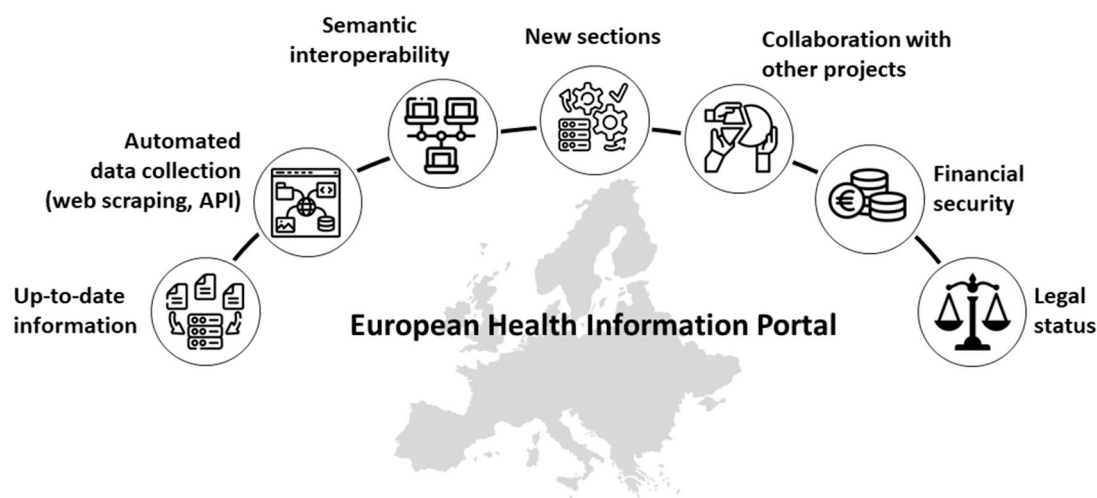 Up-to-date
information
Automated
data collection
(web scraping, API)
Semantic
interoperability
New sections
Collaboration with
other projects
Financial
security
Legal
status
European Health Information Portal